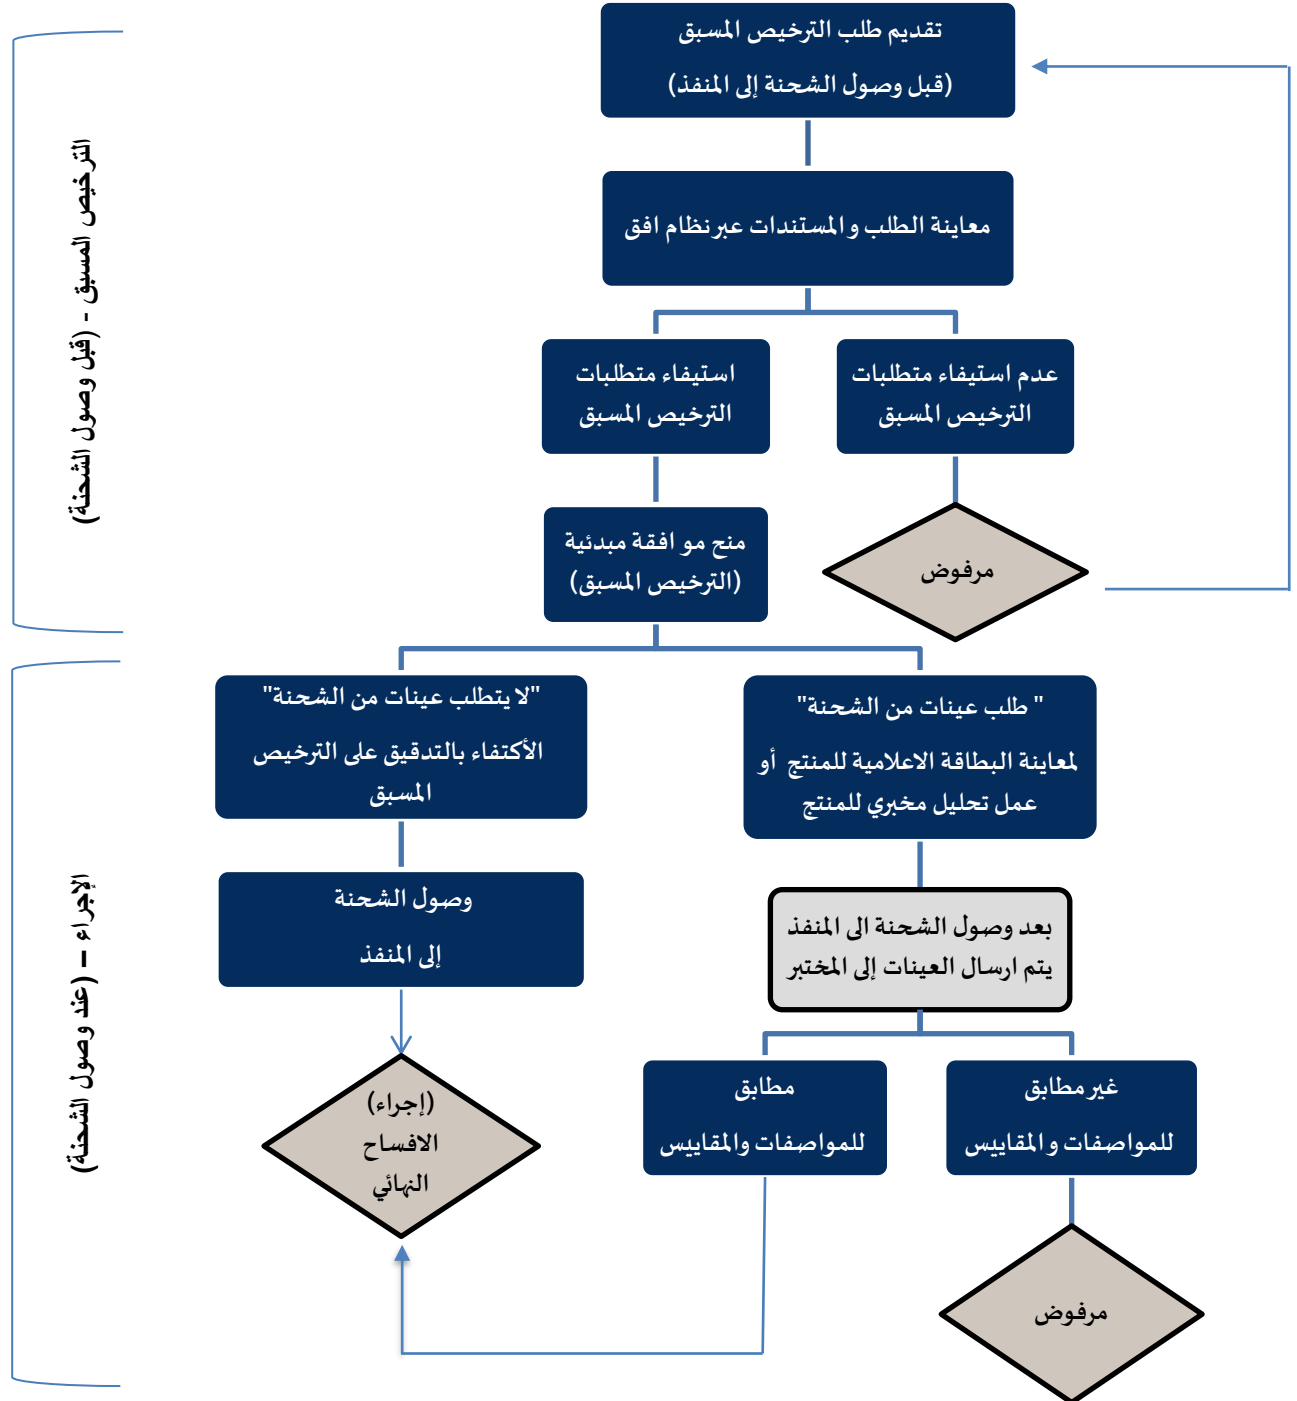 تقديم طلب الترخيص المسبق
(قبل وصول الشحنة إلى المنفذ)
معاينة الطلب والمستندات عبر نظام افق
عدم استيفاء متطلبات
الترخيص المسبق
استيفاء متطلبات
الترخيص المسبق
مرفوض
منح موافقة مبدئية
(الترخيص المسبق)
الترخيص المسبق - (قبل وصول الشحنة)
" طلب عينات من الشحنة"
لمعاينة البطاقة الاعلامية للمنتج أو
عمل تحليل مخبري للمنتج
"لا يتطلب عينات من الشحنة"
الأكتفاء بالتدقيق على الترخيص
المسبق
بعد وصول الشحنة الى المنفذ
يتم ارسال العينات إلى المختبر
وصول الشحنة
إلى المنفذ
غير مطابق
للمواصفات والمقاييس
مطابق
للمواصفات والمقاييس
(إجراء)
الافساح
النهائي
مرفوض
الإجراء – (عند وصول الشحنة)